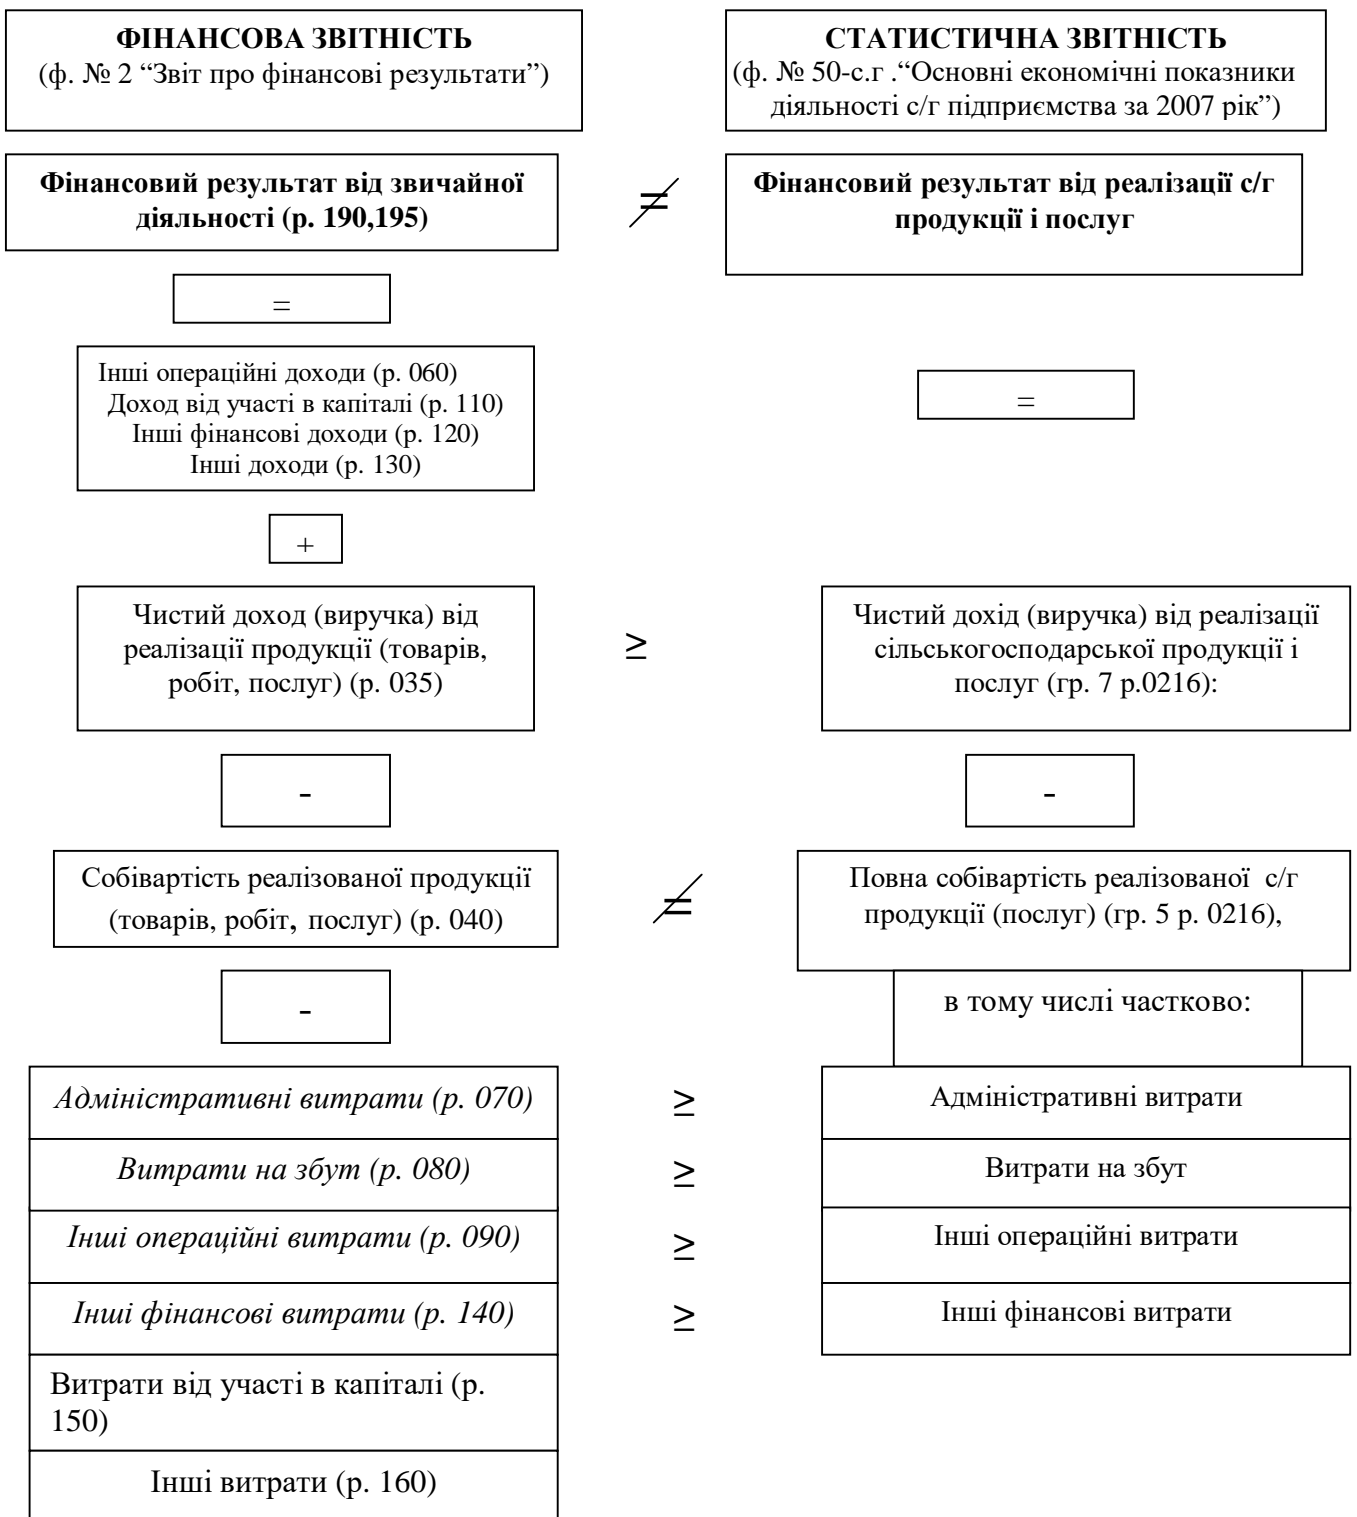 ФІНАНСОВА ЗВІТНІСТЬ
(ф. № 2 “Звіт про фінансові результати”)
СТАТИСТИЧНА ЗВІТНІСТЬ
(ф. № 50-с.г .“Основні економічні показники
діяльності с/г підприємства за 2007 рік”)
Фінансовий результат від звичайної
діяльності (р. 190,195)
≠
Фінансовий результат від реалізації с/г
продукції і послуг
=
Інші операційні доходи (р. 060)
Доход від участі в капіталі (р. 110)
Інші фінансові доходи (р. 120)
Інші доходи (р. 130)
=
+
Чистий доход (виручка) від
реалізації продукції (товарів,
робіт, послуг) (р. 035)
≥
Чистий дохід (виручка) від реалізації
сільськогосподарської продукції і
послуг (гр. 7 р.0216):
-
-
Собівартість реалізованої продукції
(товарів, робіт, послуг) (р. 040)
≠
Повна собівартість реалізованої с/г
продукції (послуг) (гр. 5 р. 0216),
-
в тому числі частково:
Адміністративні витрати (р. 070)
≥
Адміністративні витрати
Витрати на збут (р. 080)
≥
Витрати на збут
Інші операційні витрати (р. 090)
≥
Інші операційні витрати
Інші фінансові витрати (р. 140)
≥
Інші фінансові витрати
Витрати від участі в капіталі (р.
150)
Інші витрати (р. 160)